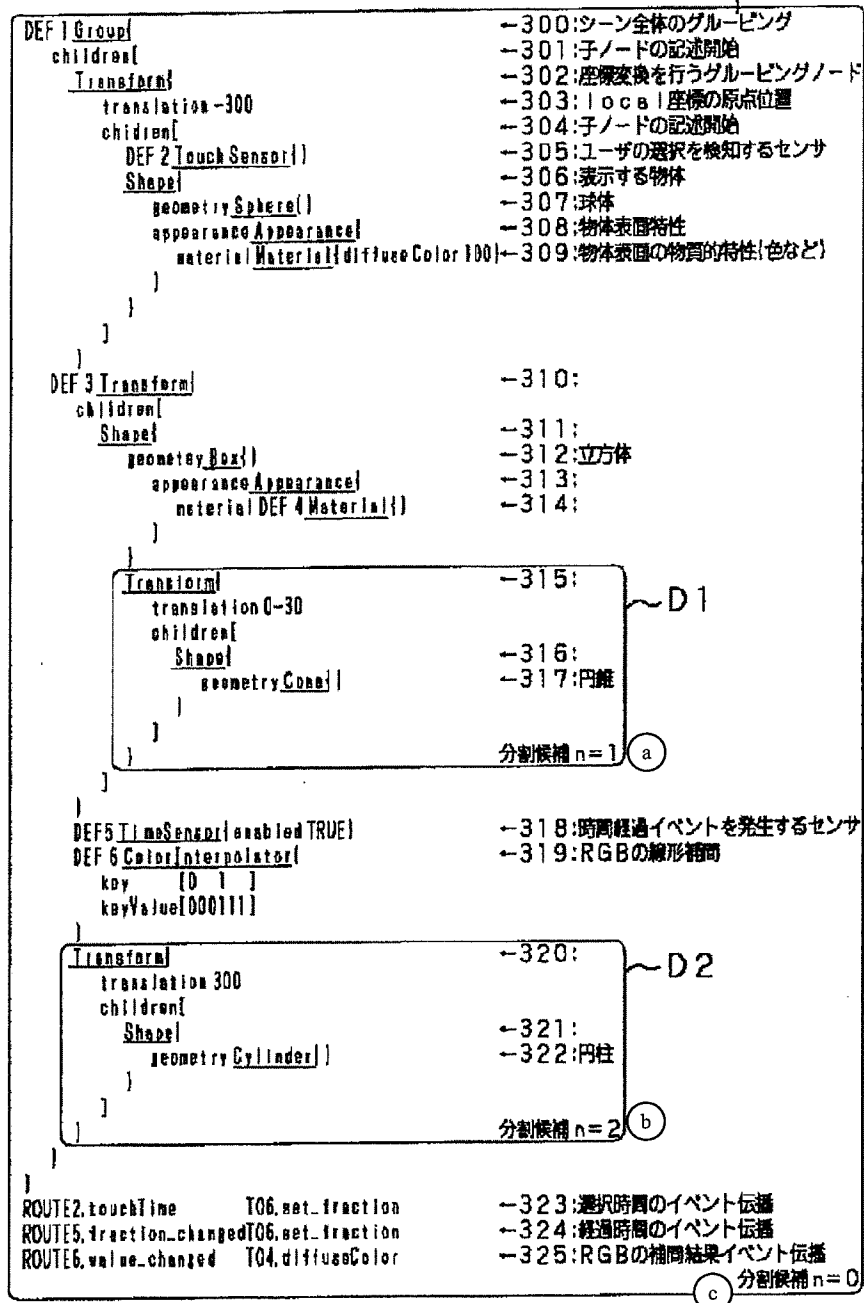 DEF 1 Group{ ←300:シーン全体のグルーピング
children[ ←301:子ノードの記述開始
Transform{ ←302:座標変換を行うグルーピングノード
translation -300 ←303:local座標の原点位置
chidren[ ←304:子ノードの記述開始
DEF 2 TouchSensor{} ←305:ユーザの選択を検知するセンサ
Shape{ ←306:表示する物体
geometry Sphere{} ←307:球体
appearance Appearance{ ←308:物体表面特性
material Material{diffuseColor 100} ←309:物体表面の物質的特性{色など}
}
}
]
}
DEF 3 Transform{ ←310:
children[
Shape{ ←311:
geometey Box{} ←312:立方体
appearance Appearance{ ←313:
material DEF 4 Material{} ←314:
}
}
Transform{ ←315:
translation 0-30 ~D1
children[
Shape{ ←316:
geometry Cone{} ←317:円錐
}
]
} 分割候補 n=1 a
]
}
DEF5 TimeSensor{enabled TRUE} ←318:時間経過イベントを発生するセンサ
DEF 6 ColorInterpolator{ ←319:RGBの線形補間
key [0 1 ]
keyValue[000111]
}
Transform{ ←320:
translation 300 ~D2
children[
Shape{ ←321:
geometry Cylinder{} ←322:円柱
}
]
} 分割候補 n=2 b
]
}
ROUTE2.touchTime TO6.set_fraction ←323:選択時間のイベント伝播
ROUTE5.fraction_changedTO6.set_fraction ←324:経過時間のイベント伝播
ROUTE6.value_changed TO4.diffuseColor ←325:RGBの補間結果イベント伝播
分割候補 n=0
c